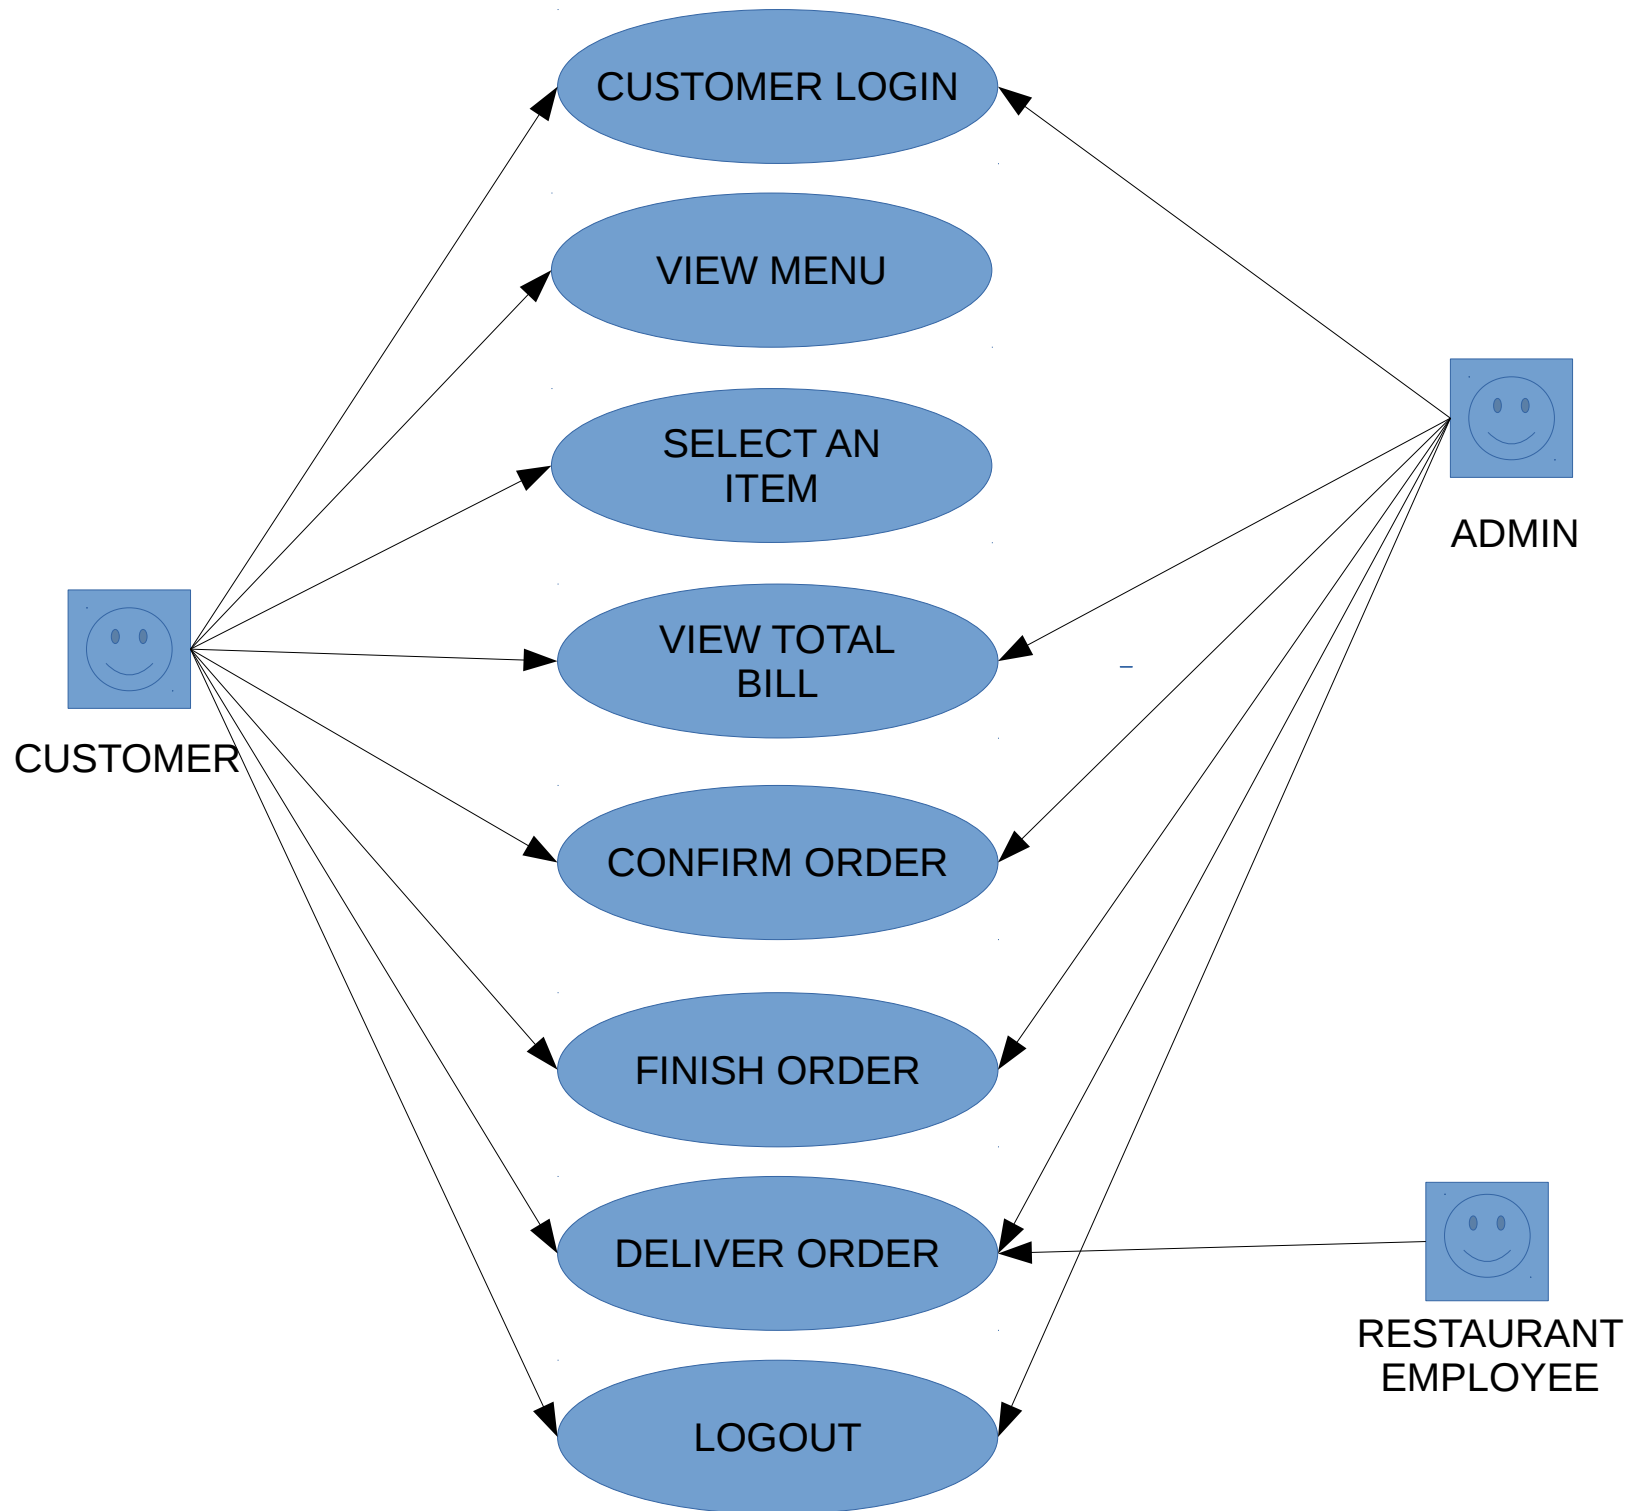 CUSTOMER LOGIN
VIEW MENU
SELECT AN
ITEM
ADMIN
VIEW TOTAL
BILL
CUSTOMER
CONFIRM ORDER
FINISH ORDER
DELIVER ORDER
RESTAURANT
EMPLOYEE
LOGOUT